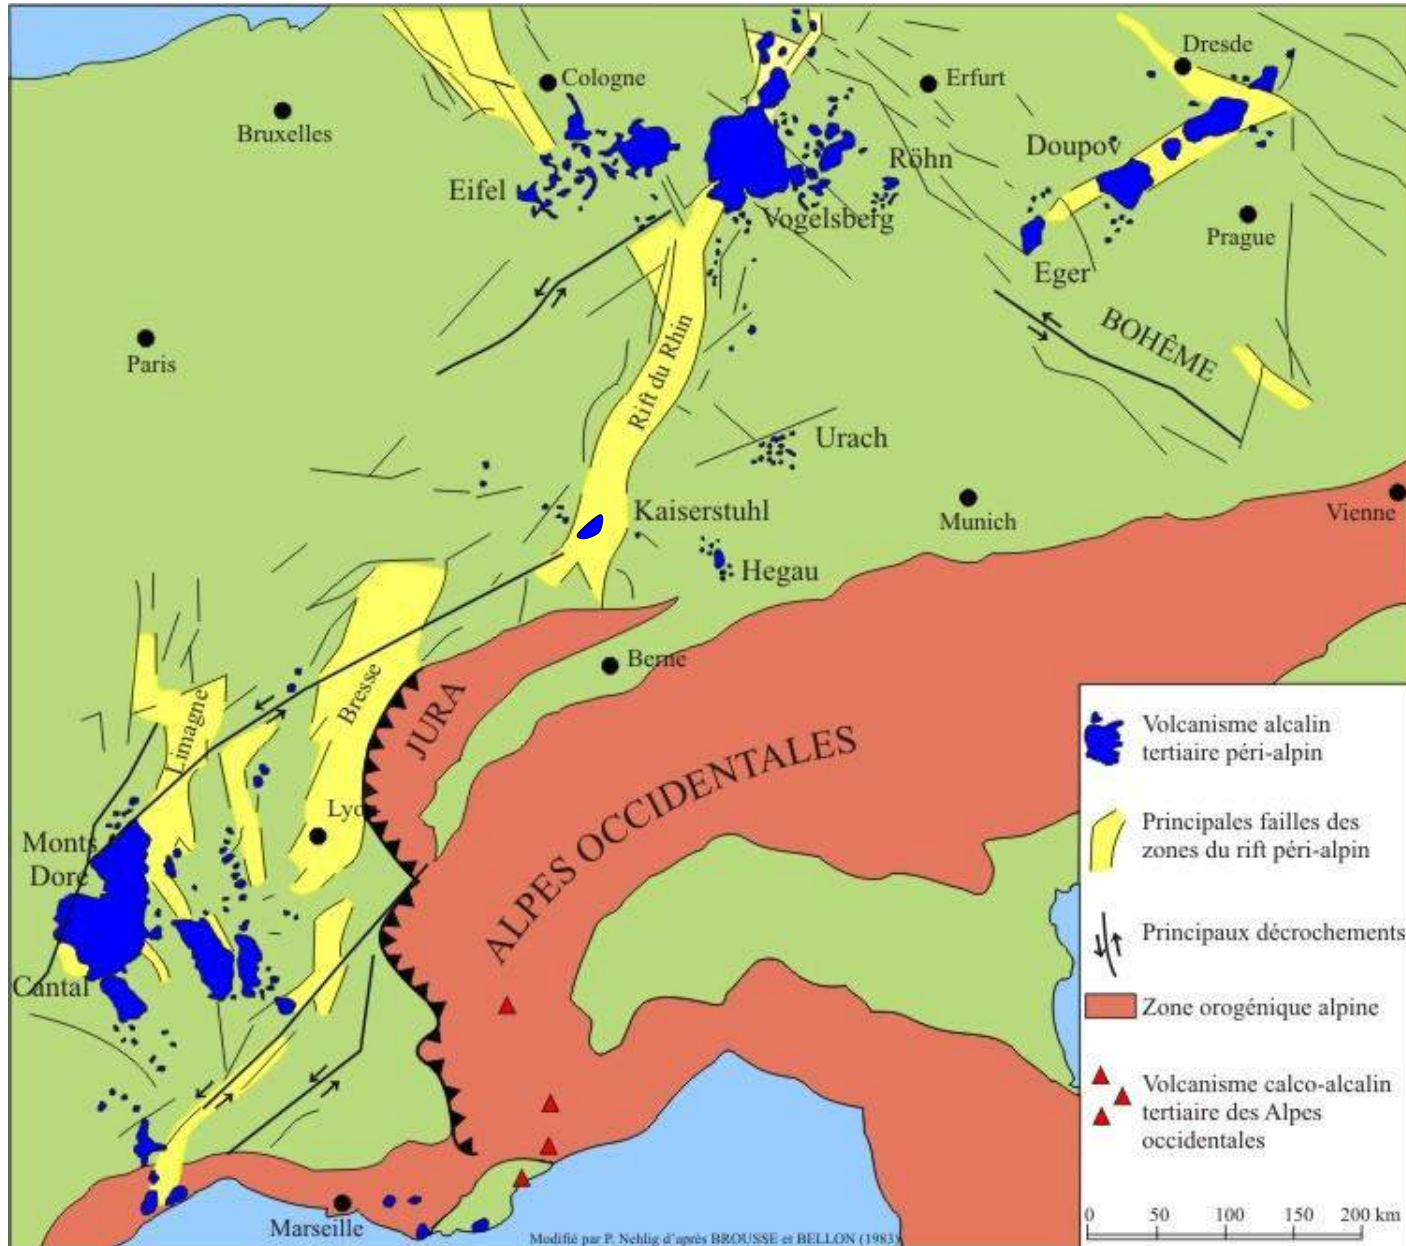 Dresde
Cologne
Erfurt
Bruxelles
Doupov
Röhn
Eifel
Vogelsberg
Prague
Eger
BOHÊME
Paris
Rift du Rhin
Urach
Kaiserstuhl
Munich
Vienne
Hegau
Berne
Bresse
JURA
Limagne
ALPES OCCIDENTALES
Lyon
Monts
Dore
Cantal
Marseille
Modifié par P. Nehlig d'après BROUSSE et BELLON (1983)
Volcanisme alcalin
tertiaire péri-alpin
Principales failles des
zones du rift péri-alpin
Principaux décrochements
Zone orogénique alpine
Volcanisme calco-alcalin
tertiaire des Alpes
occidentales
0 50 100 150 200 km